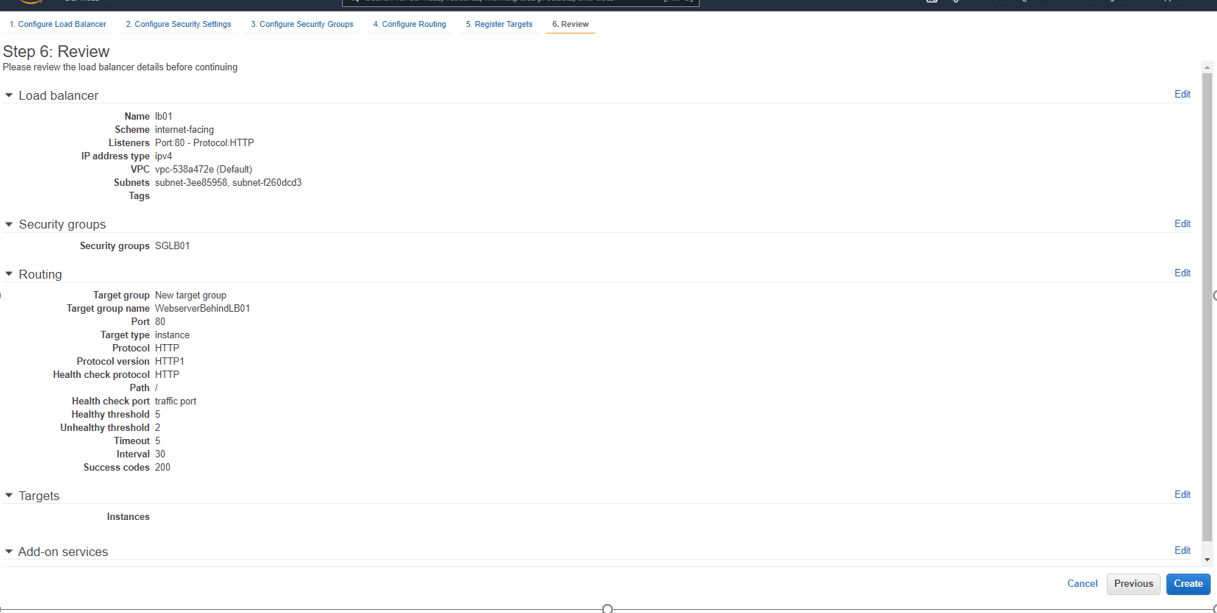 1. Configure Load Balancer 2. Configure Security Settings 3. Configure Security Groups 4. Configure Routing 5. Register Targets 6. Review
Step 6: Review
Please review the load balancer details before continuing
Load balancer Edit
Name lb01
Scheme internet-facing
Listeners Port:80 - Protocol:HTTP
IP address type ipv4
VPC vpc-538a472e (Default)
Subnets subnet-3ee85958, subnet-f260dcd3
Tags
Security groups Edit
Security groups SGLB01
Routing Edit
Target group New target group
Target group name WebserverBehindLB01
Port 80
Target type instance
Protocol HTTP
Protocol version HTTP1
Health check protocol HTTP
Path /
Health check port traffic port
Healthy threshold 5
Unhealthy threshold 2
Timeout 5
Interval 30
Success codes 200
Targets Edit
Instances
Add-on services Edit
Cancel Previous Create